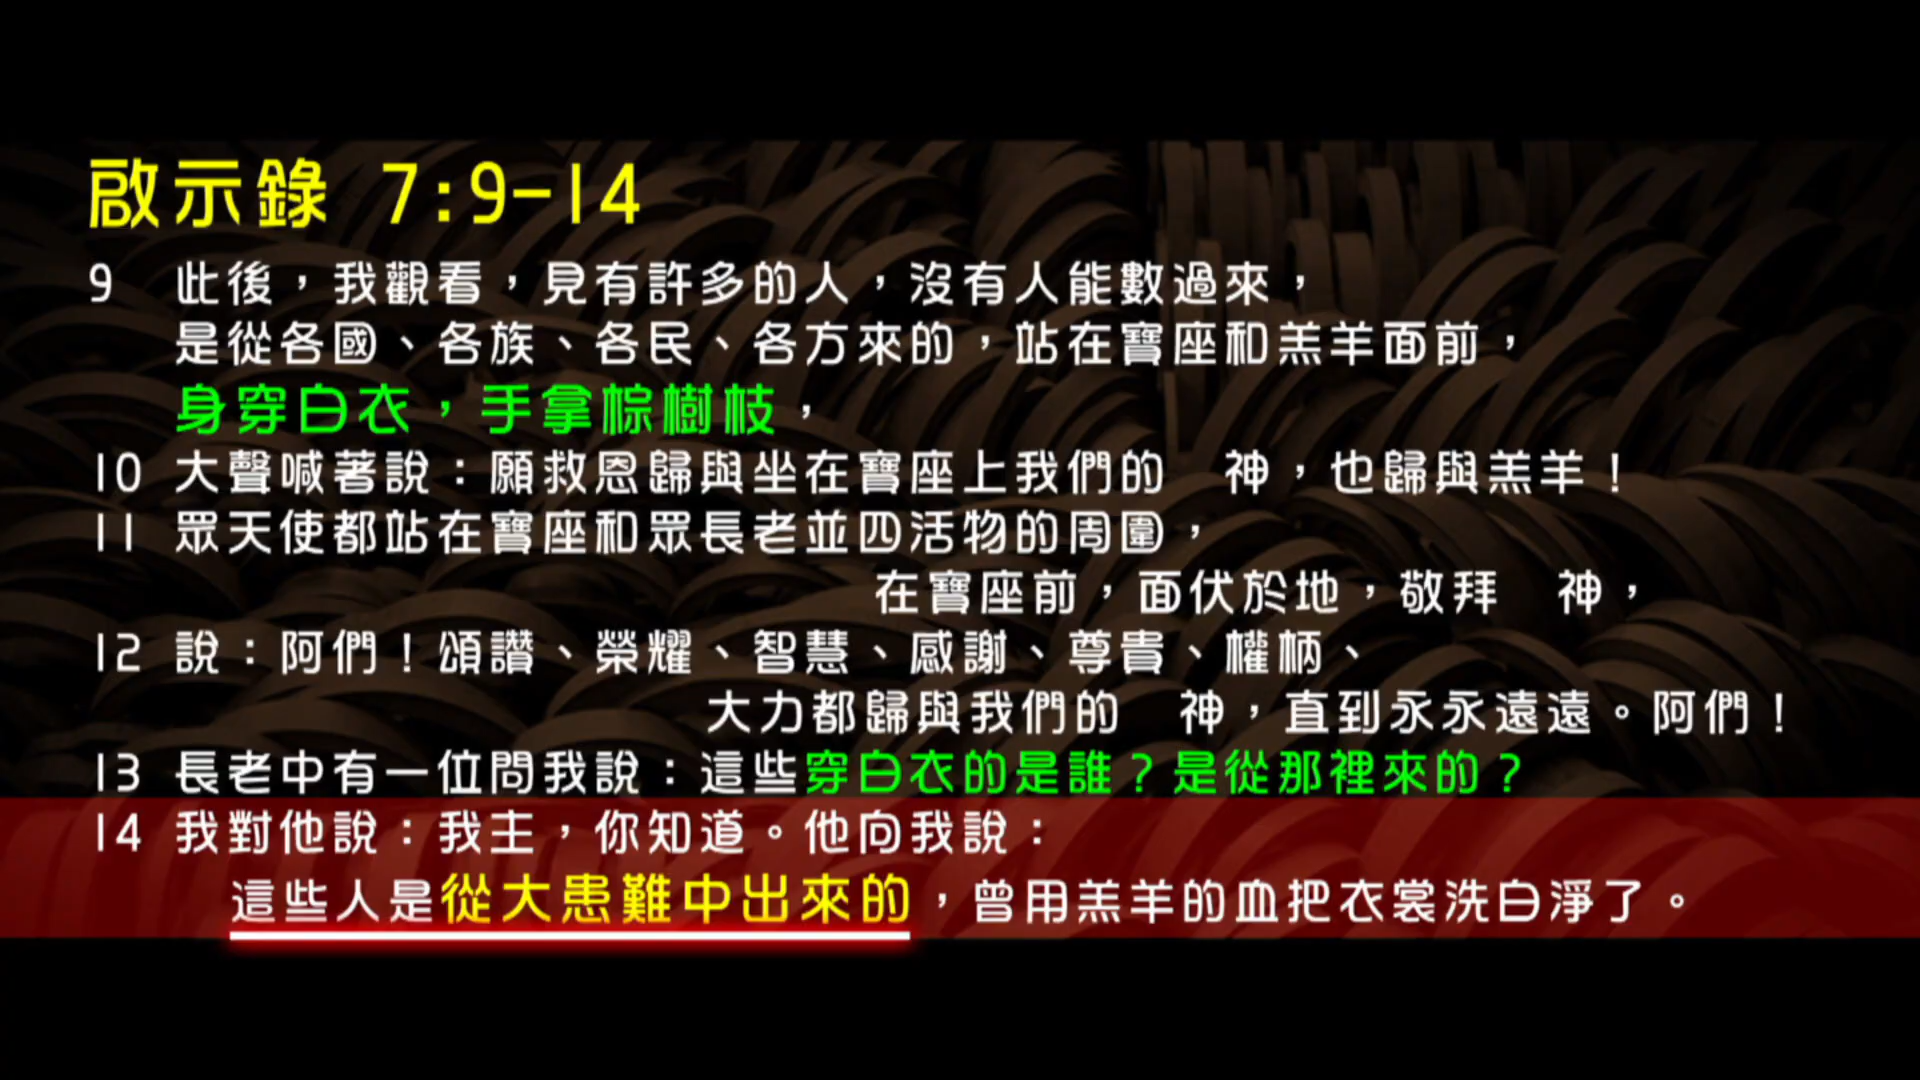 啟示錄 7:9-14
9 此後，我觀看，見有許多的人，沒有人能數過來，
是從各國、各族、各民、各方來的，站在寶座和羔羊面前，
身穿白衣，手拿棕樹枝，
10 大聲喊著說：願救恩歸與坐在寶座上我們的　神，也歸與羔羊！
11 眾天使都站在寶座和眾長老並四活物的周圍，
在寶座前，面伏於地，敬拜　神，
12 說：阿們！頌讚、榮耀、智慧、感謝、尊貴、權柄、
大力都歸與我們的　神，直到永永遠遠。阿們！
13 長老中有一位問我說：這些穿白衣的是誰？是從那裡來的？
14 我對他說：我主，你知道。他向我說：
這些人是從大患難中出來的，曾用羔羊的血把衣裳洗白淨了。